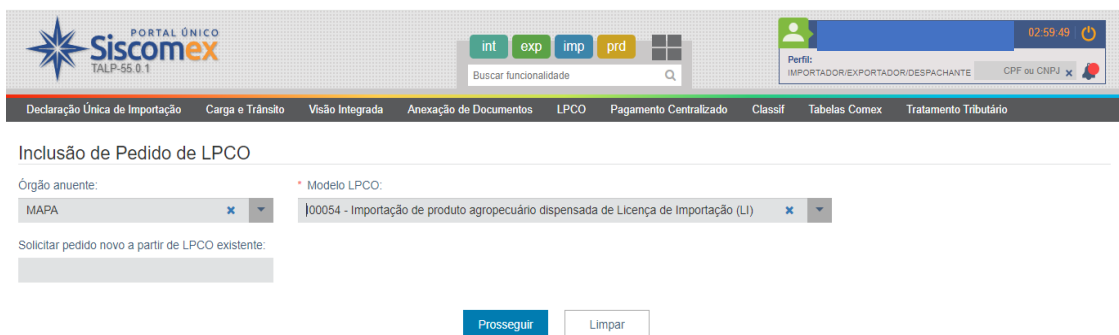 PORTAL ÚNICO
Siscomex
TALP-55.0.1
int exp imp prd
Buscar funcionalidade
02:59:49
Perfil:
IMPORTADOR/EXPORTADOR/DESPACHANTE CPF ou CNPJ x
Declaração Única de Importação Carga e Trânsito Visão Integrada Anexação de Documentos LPCO Pagamento Centralizado Classif Tabelas Comex Tratamento Tributário
Inclusão de Pedido de LPCO
Órgão anuente: * Modelo LPCO:
MAPA x I00054 - Importação de produto agropecuário dispensada de Licença de Importação (LI) x
Solicitar pedido novo a partir de LPCO existente:
Prosseguir Limpar